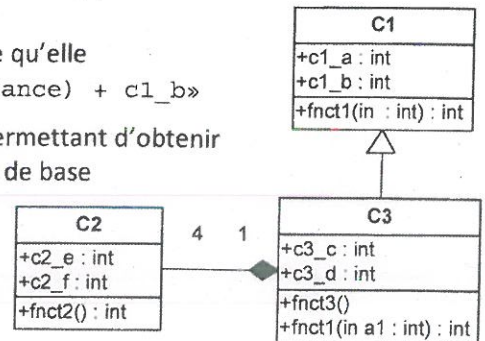 e qu'elle
ance) + c1_b»
ermettant d'obtenir
de base
C1
+c1_a : int
+c1_b : int
+fnct1(in : int) : int
C2
+c2_e : int
+c2_f : int
+fnct2() : int
4 1
C3
+c3_c : int
+c3_d : int
+fnct3()
+fnct1(in a1 : int) : int